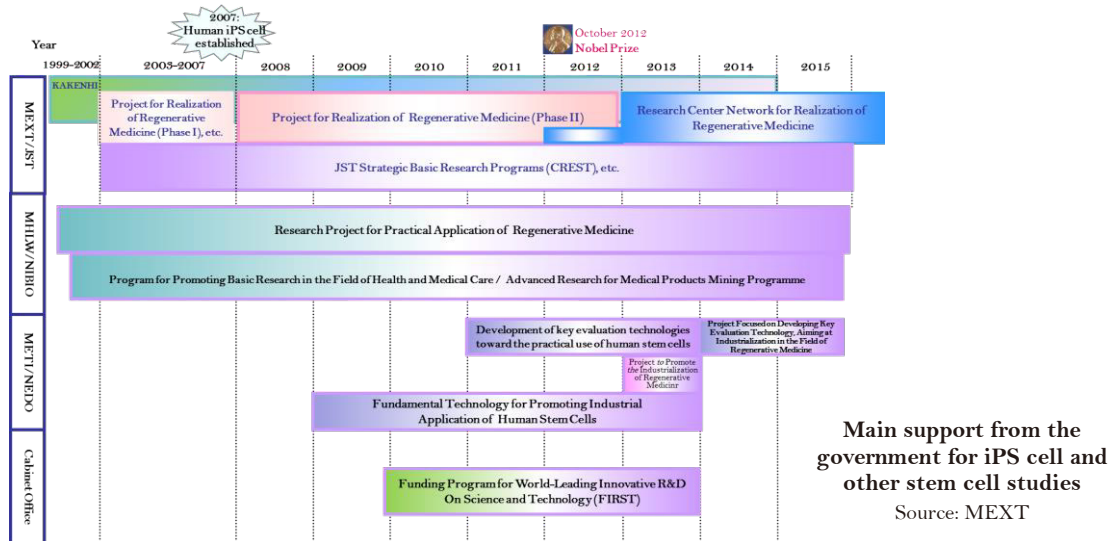 2007:
Human iPS cell
established
October 2012
Nobel Prize
Year
1999-2002
2003-2007
2008
2009
2010
2011
2012
2013
2014
2015
MEXT/JST
KAKENHI
Project for Realization
of Regenerative
Medicine (Phase I), etc.
Project for Realization of Regenerative Medicine (Phase II)
Research Center Network for Realization of
Regenerative Medicine
JST Strategic Basic Research Programs (CREST), etc.
MHLW/NIBIO
Research Project for Practical Application of Regenerative Medicine
Program for Promoting Basic Research in the Field of Health and Medical Care / Advanced Research for Medical Products Mining Programme
METI/NEDO
Development of key evaluation technologies
toward the practical use of human stem cells
Project Focused on Developing Key
Evaluation Technology, Aiming at
Industrialization in the Field of
Regenerative Medicine
Project to Promote
the Industrialization
of Regenerative
Medicinr
Fundamental Technology for Promoting Industrial
Application of Human Stem Cells
Cabinet Office
Funding Program for World-Leading Innovative R&D
On Science and Technology (FIRST)
Main support from the
government for iPS cell and
other stem cell studies
Source: MEXT